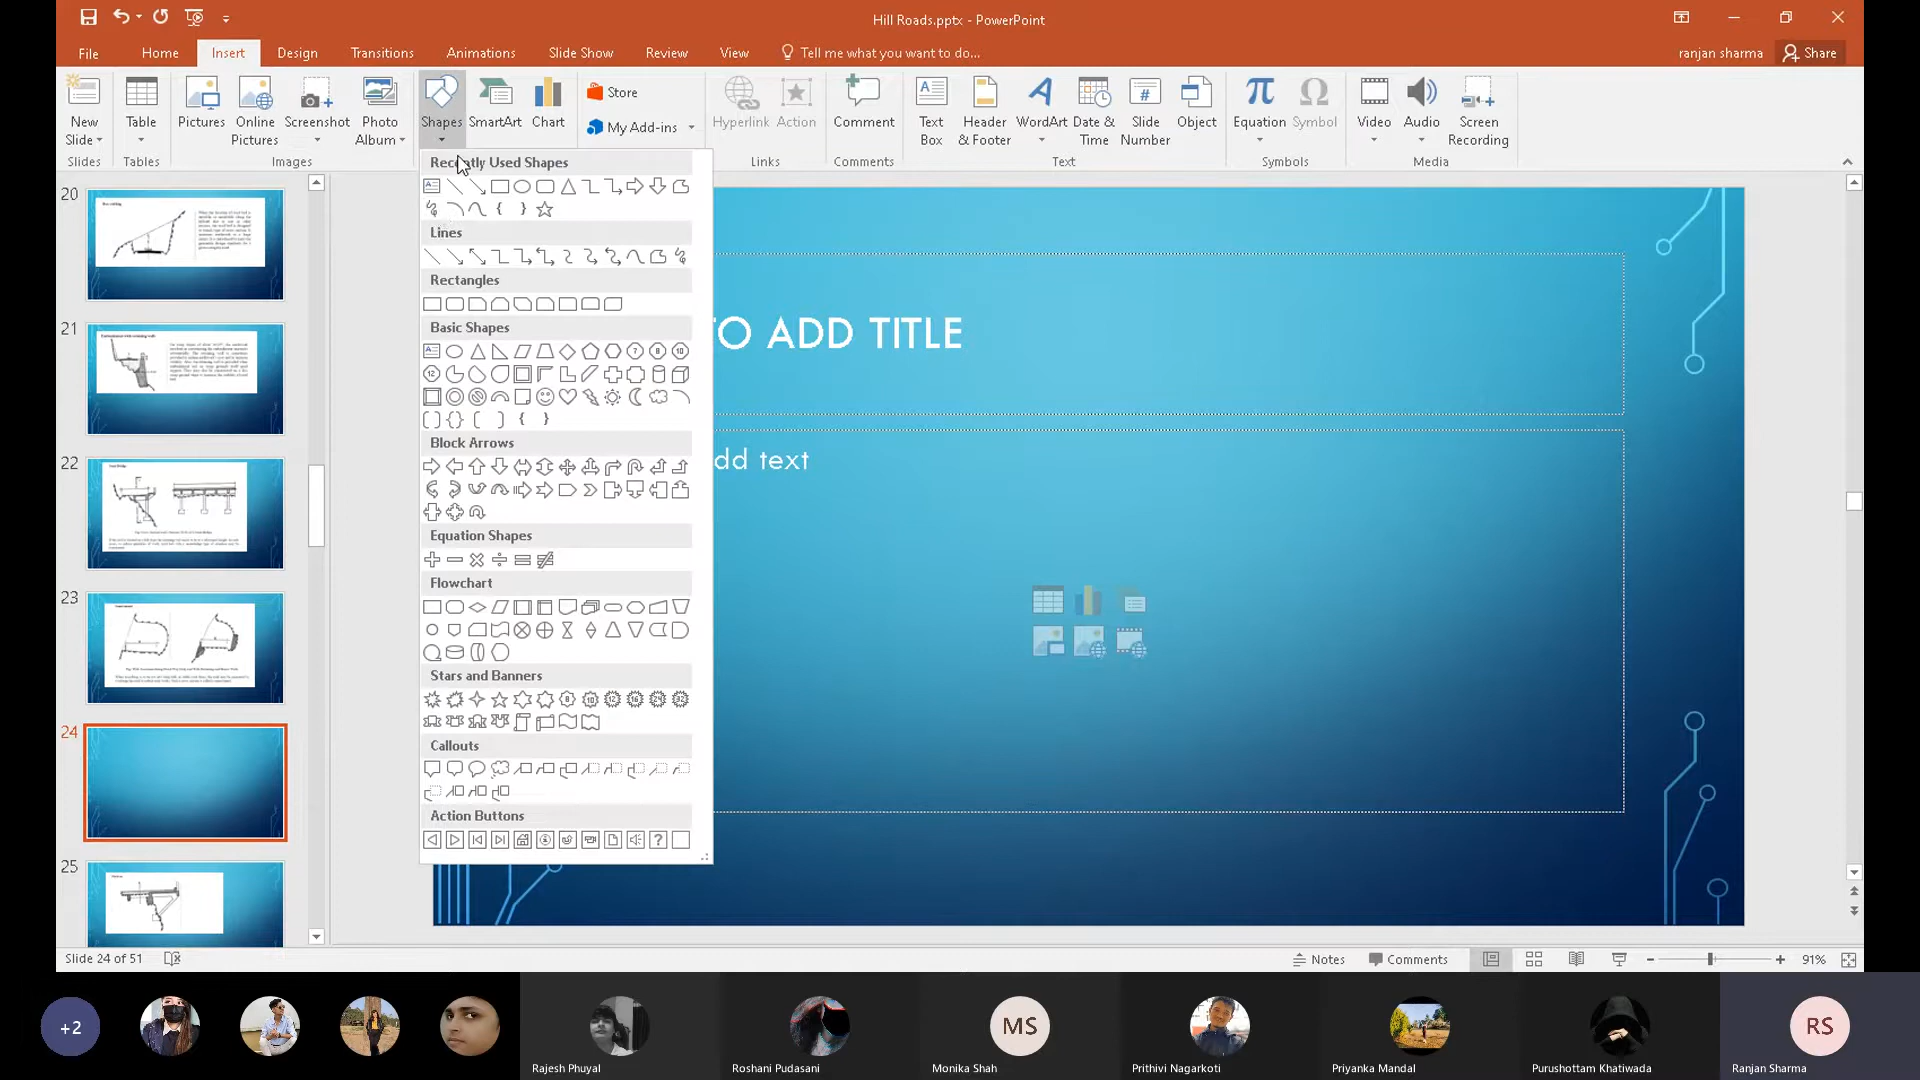 Hill Roads.pptx - PowerPoint
File Home Insert Design Transitions Animations Slide Show Review View Tell me what you want to do... ranjan sharma Share
New Slide
Table
Pictures
Online Pictures
Screenshot
Photo Album
Shapes
SmartArt
Chart
Store
My Add-ins
Hyperlink
Action
Comment
Text Box
Header & Footer
WordArt
Date & Time
Slide Number
Object
Equation
Symbol
Video
Audio
Screen Recording
Slides Tables Images Links Comments Text Symbols Media
Recently Used Shapes
Lines
Rectangles
Basic Shapes
Block Arrows
Equation Shapes
Flowchart
Stars and Banners
Callouts
Action Buttons
20
21
22
23
24
25
TO ADD TITLE
dd text
Slide 24 of 51
Notes Comments 91%
+2
MS
RS
Rajesh Phuyal
Roshani Pudasani
Monika Shah
Prithivi Nagarkoti
Priyanka Mandal
Purushottam Khatiwada
Ranjan Sharma